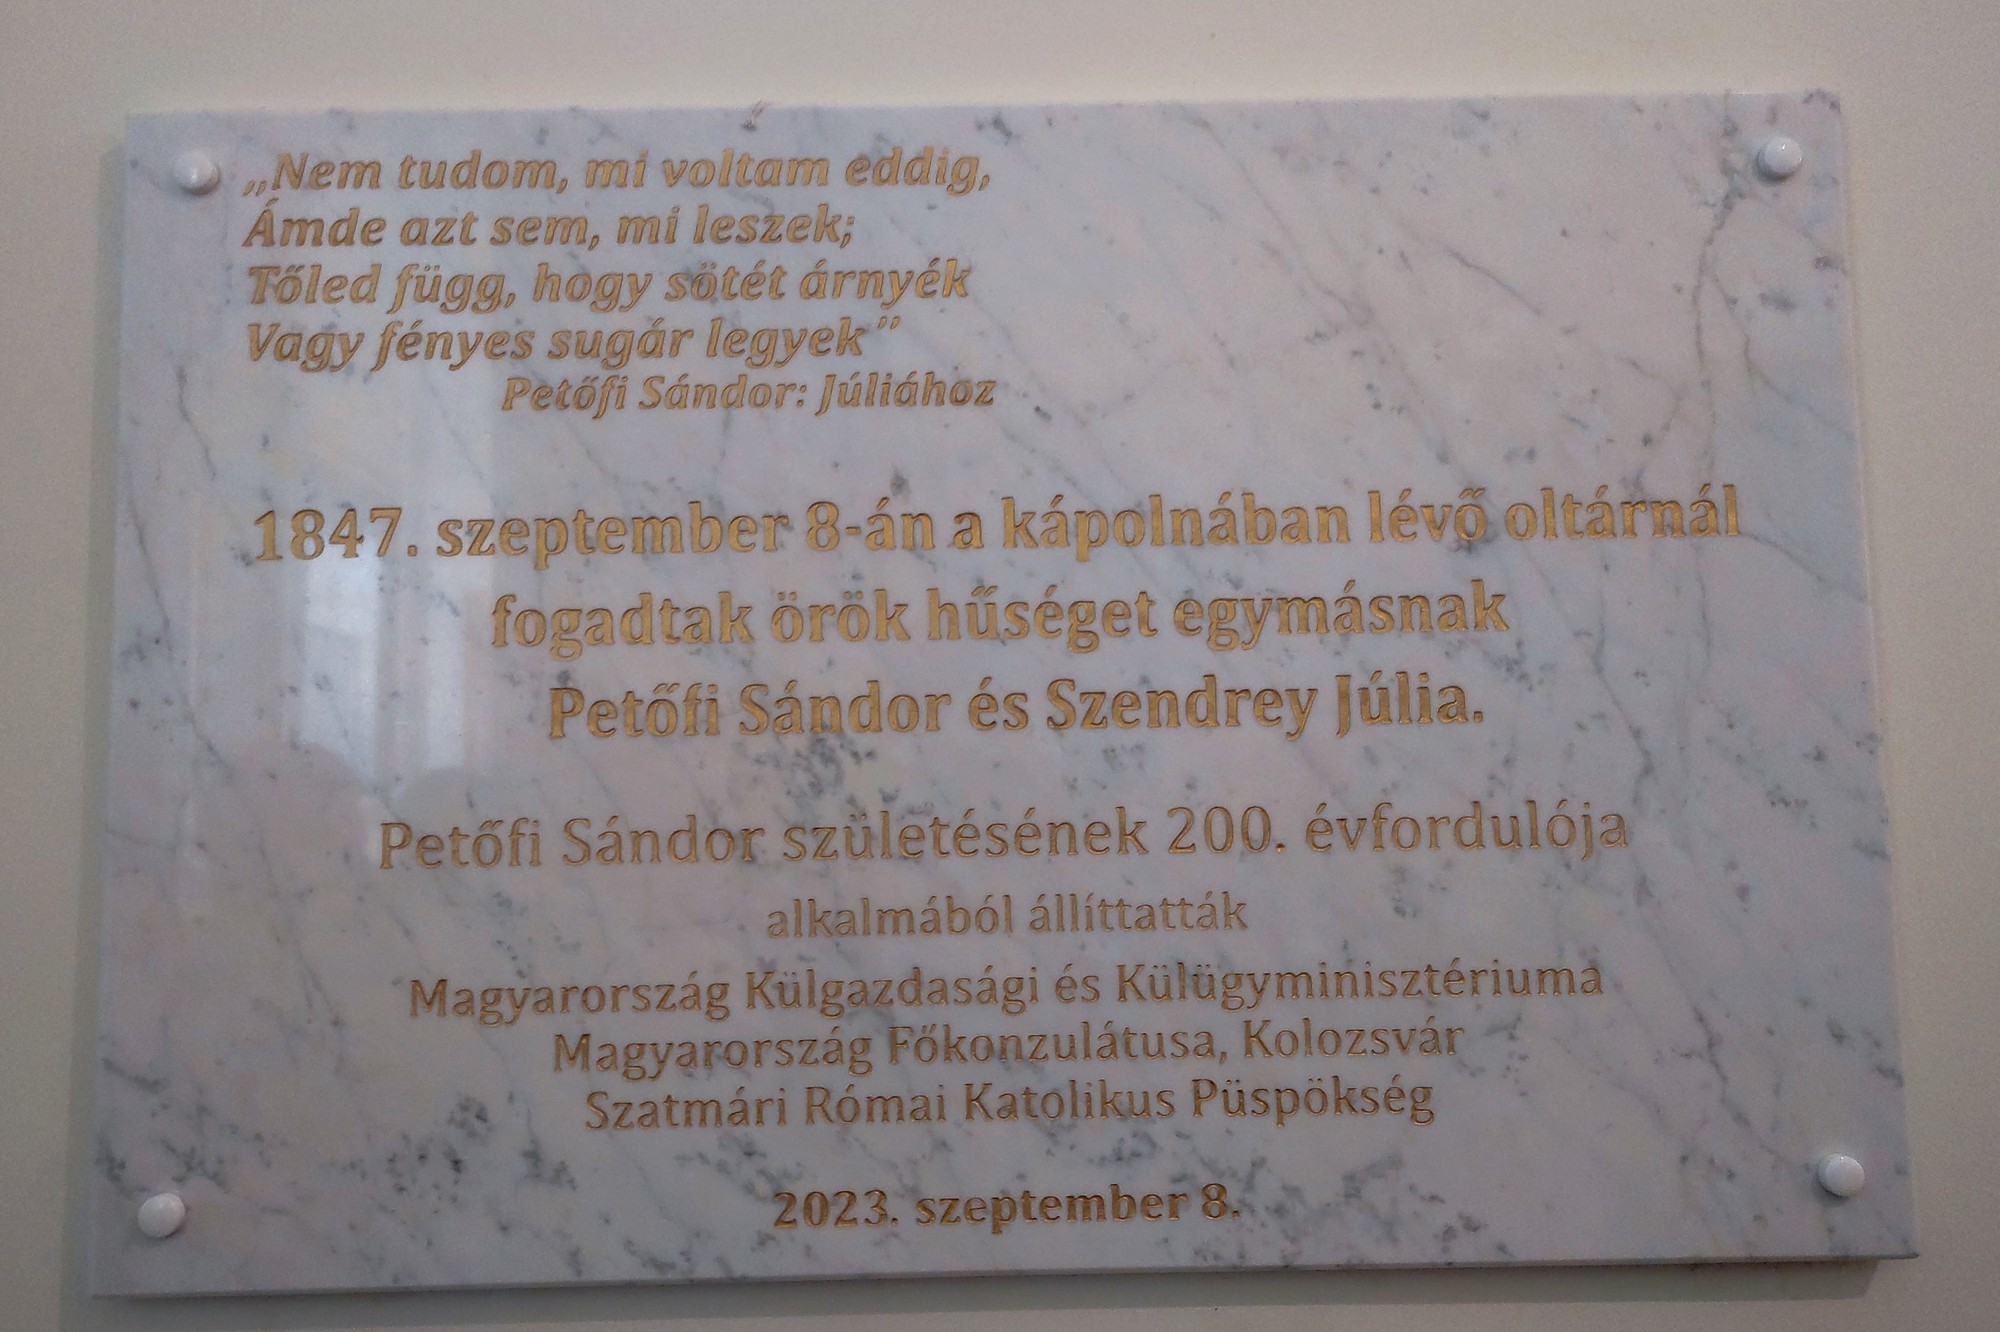 „Nem tudom, mi voltam eddig,
Ámde azt sem, mi leszek;
Tőled függ, hogy sötét árnyék
Vagy fényes sugár legyek”
Petőfi Sándor: Júliához
1847. szeptember 8-án a kápolnában lévő oltárnál
fogadtak örök hűséget egymásnak
Petőfi Sándor és Szendrey Júlia.
Petőfi Sándor születésének 200. évfordulója
alkalmából állíttatták
Magyarország Külgazdasági és Külügyminisztériuma
Magyarország Főkonzulátusa, Kolozsvár
Szatmári Római Katolikus Püspökség
2023. szeptember 8.